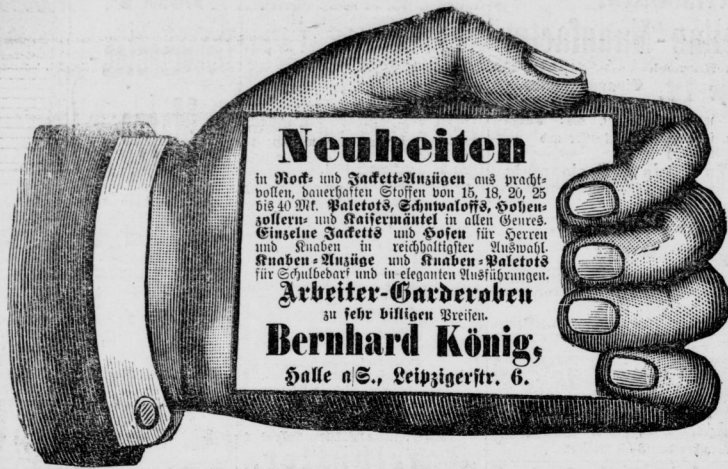 Neuheiten
in Rock- und Jackett-Anzügen aus pracht-
vollen, dauerhaften Stoffen von 15, 18, 20, 25
bis 40 Mk. Paletots, Schuwaloffs, Hohen-
zollern- und Kaisermäntel in allen Genres.
Einzelne Jacketts und Hosen für Herren
und Knaben in reichhaltigster Auswahl.
Knaben-Anzüge und Knaben-Paletots
für Schulbedarf und in eleganten Ausführungen.
Arbeiter-Garderoben
zu sehr billigen Preisen.
Bernhard König,
Halle a/S., Leipzigerstr. 6.